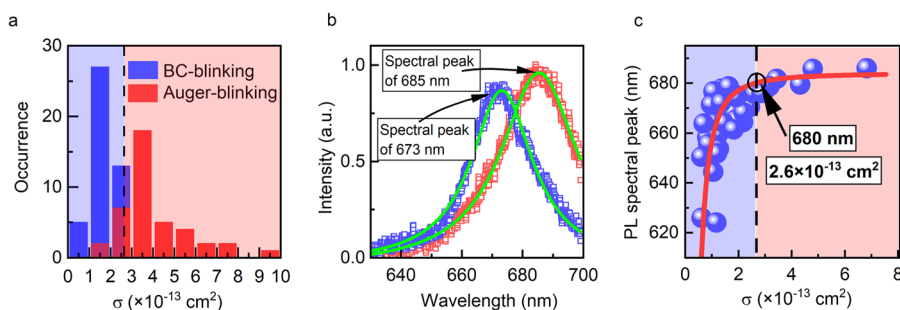 a
30
20
10
0
Occurrence
BC-blinking
Auger-blinking
0 1 2 3 4 5 6 7 8 9 10
σ (×10⁻¹³ cm²)
b
1.0
0.5
0
Intensity (a.u.)
Spectral peak
of 685 nm
Spectral peak
of 673 nm
640 660 680 700
Wavelength (nm)
c
680
660
640
620
PL spectral peak (nm)
680 nm
2.6×10⁻¹³ cm²
0 2 4 6 8
σ (×10⁻¹³ cm²)